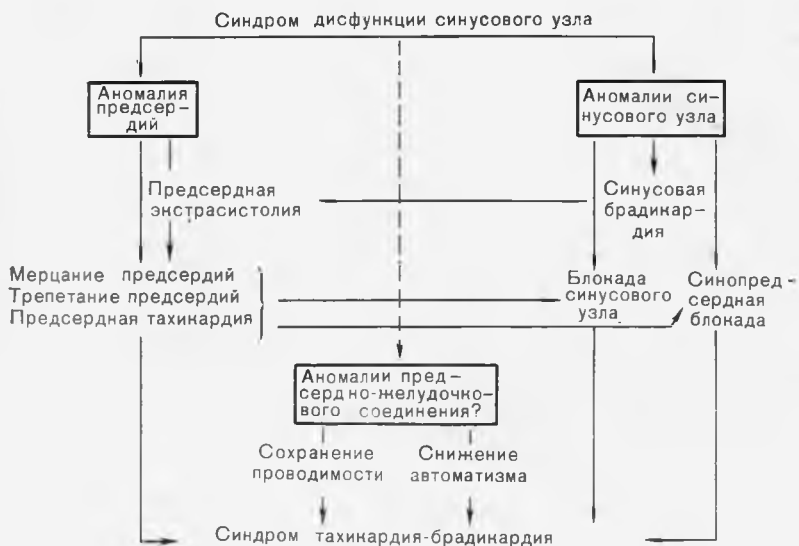 Синдром дисфункции синусового узла
Аномалия
предсер-
дий
Аномалии си-
нусового узла
Предсердная
экстрасистолия
Синусовая
брадикар-
дия
Мерцание предсердий
Трепетание предсердий
Предсердная тахикардия
Блокада
синусового
узла
Синопред-
сердная
блокада
Аномалии пред-
сердно-желудочко-
вого соединения?
Сохранение
проводимости
Снижение
автоматизма
Синдром тахикардия-брадикардия